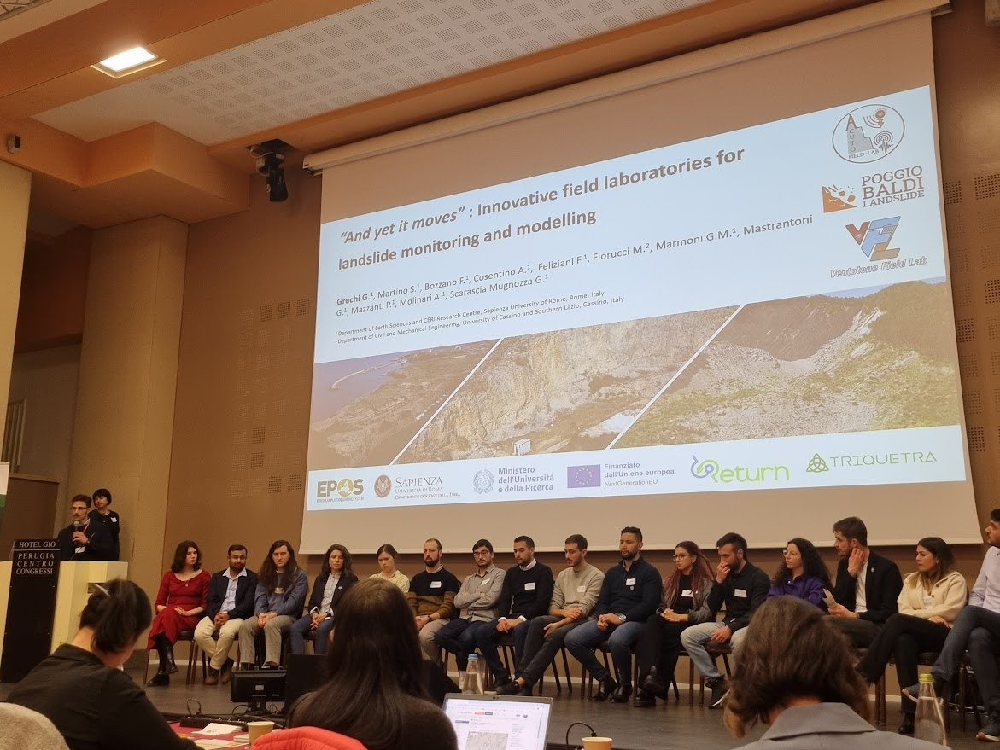 “And yet it moves” : Innovative field laboratories for
landslide monitoring and modelling
Grechi G.¹, Martino S.¹, Bozzano F.¹, Cosentino A.¹, Feliziani F.¹, Fiorucci M.², Marmoni G.M.¹, Mastrantoni
G.¹, Mazzanti P.¹, Molinari A.¹, Scarascia Mugnozza G.¹
¹ Department of Earth Sciences and CERI Research Centre, Sapienza University of Rome, Rome, Italy
² Department of Civil and Mechanical Engineering, University of Cassino and Southern Lazio, Cassino, Italy
ACUTO
FIELD-LAB
POGGIO
BALDI
LANDSLIDE
VFL
Ventotene Field Lab
EPOS
SAPIENZA
UNIVERSITÀ DI ROMA
DIPARTIMENTO DI SCIENZE DELLA TERRA
Ministero
dell'Università
e della Ricerca
Finanziato
dall'Unione europea
NextGenerationEU
Return
TRIQUETRA
HOTEL GIO
PERUGIA
CENTRO
CONGRESSI